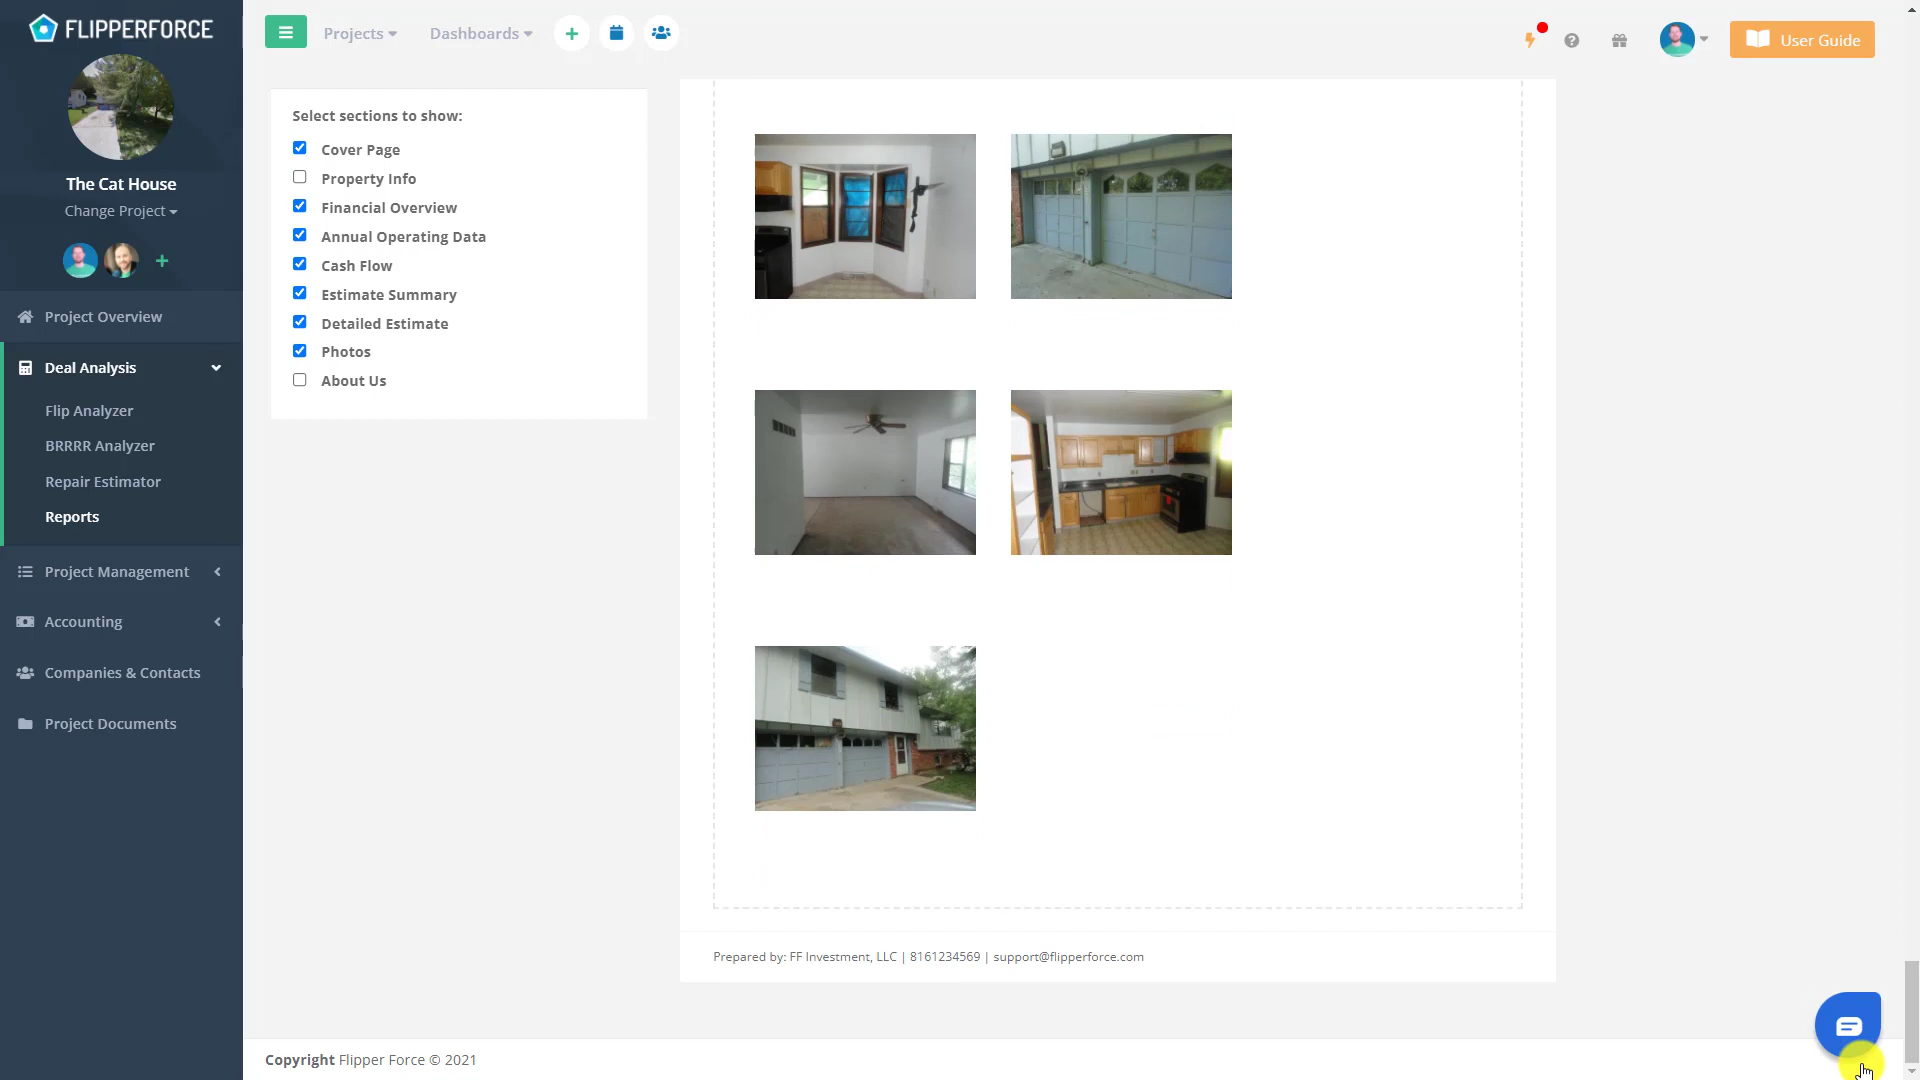 FLIPPERFORCE
Projects
Dashboards
User Guide
The Cat House
Change Project
Project Overview
Deal Analysis
Flip Analyzer
BRRRR Analyzer
Repair Estimator
Reports
Project Management
Accounting
Companies & Contacts
Project Documents
Select sections to show:
Cover Page
Property Info
Financial Overview
Annual Operating Data
Cash Flow
Estimate Summary
Detailed Estimate
Photos
About Us
Prepared by: FF Investment, LLC | 8161234569 | support@flipperforce.com
Copyright Flipper Force © 2021